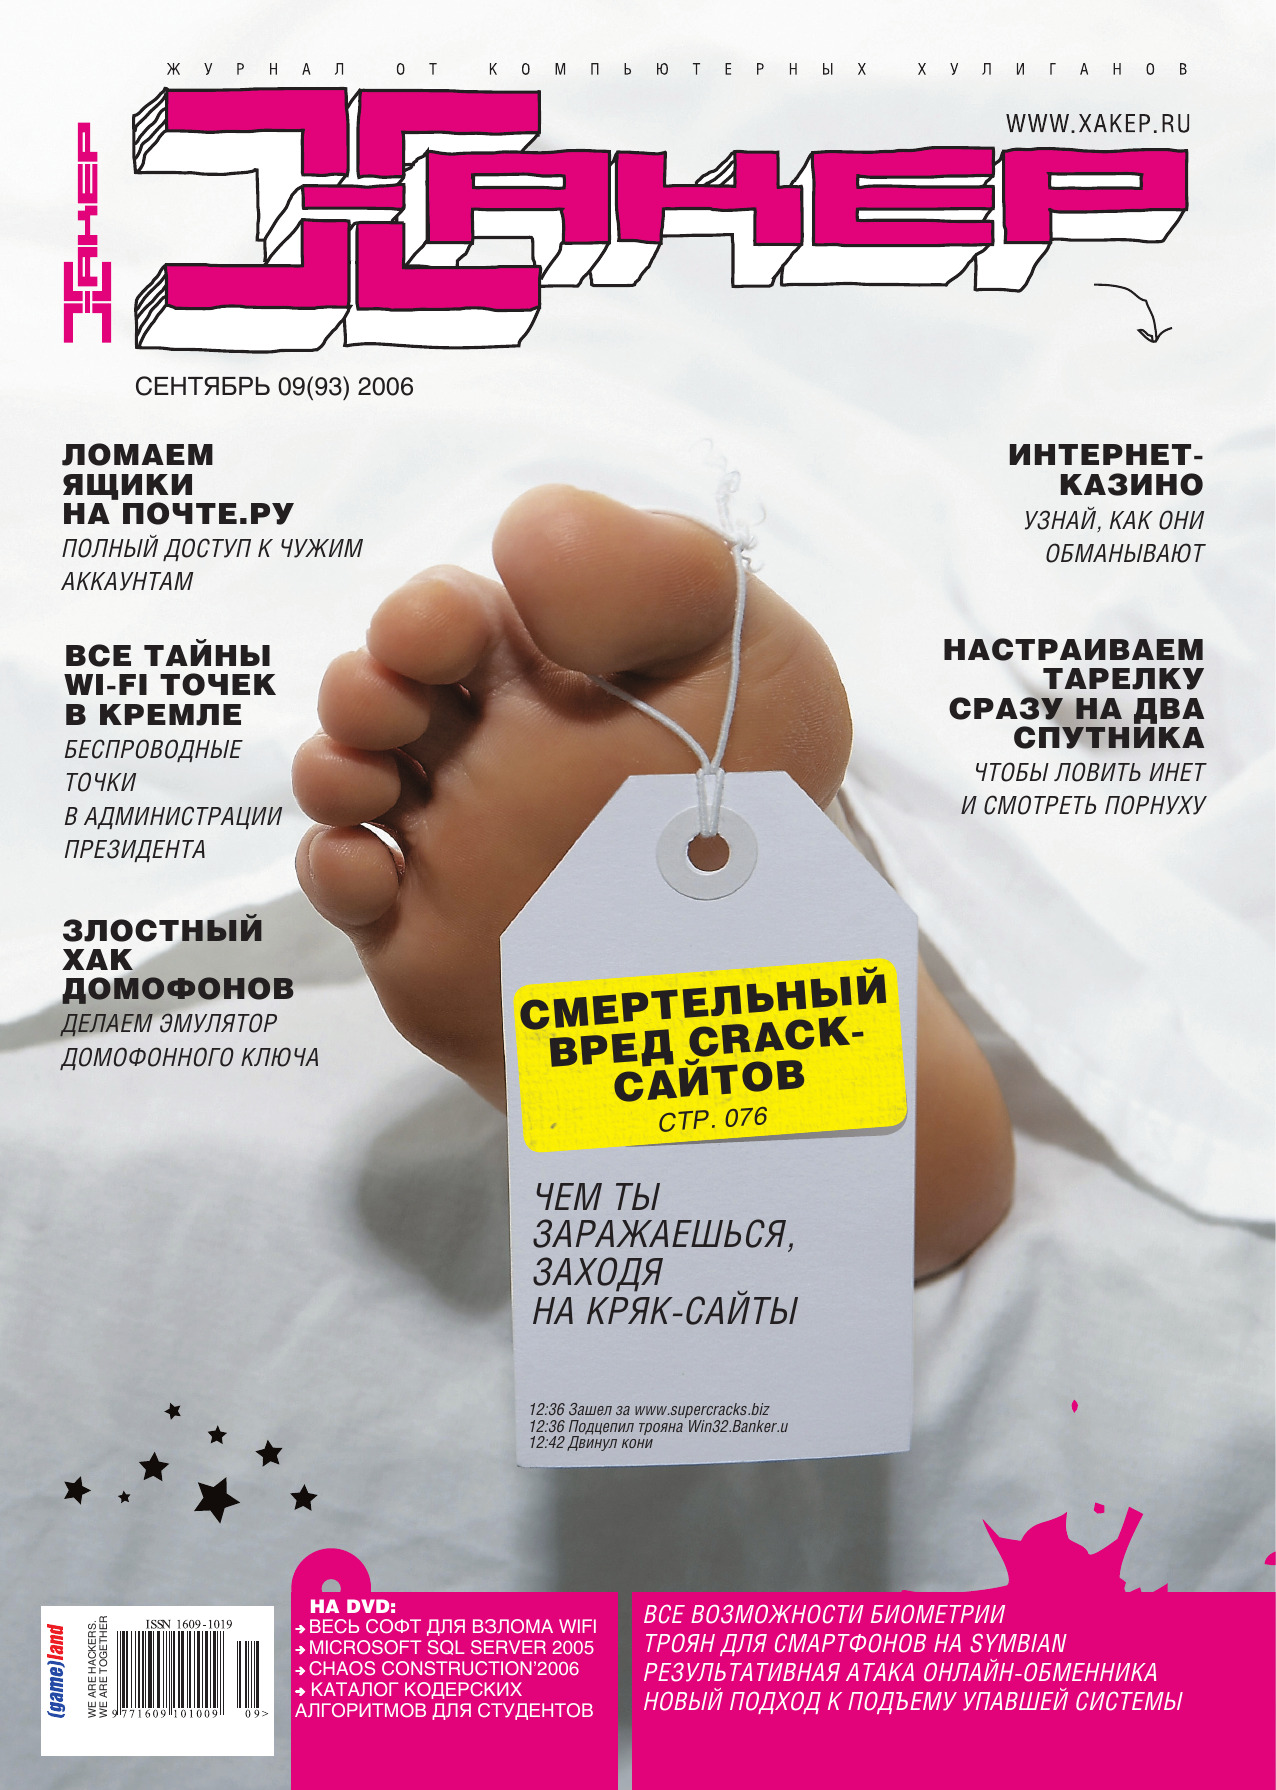 ЖУРНАЛ ОТ КОМПЬЮТЕРНЫХ ХУЛИГАНОВ
WWW.XAKEP.RU
ХАКЕР
ХАКЕР
СЕНТЯБРЬ 09(93) 2006
ЛОМАЕМ
ЯЩИКИ
НА ПОЧТЕ.РУ
ПОЛНЫЙ ДОСТУП К ЧУЖИМ
АККАУНТАМ
ВСЕ ТАЙНЫ
WI-FI ТОЧЕК
В КРЕМЛЕ
БЕСПРОВОДНЫЕ
ТОЧКИ
В АДМИНИСТРАЦИИ
ПРЕЗИДЕНТА
ЗЛОСТНЫЙ
ХАК
ДОМОФОНОВ
ДЕЛАЕМ ЭМУЛЯТОР
ДОМОФОННОГО КЛЮЧА
ИНТЕРНЕТ-
КАЗИНО
УЗНАЙ, КАК ОНИ
ОБМАНЫВАЮТ
НАСТРАИВАЕМ
ТАРЕЛКУ
СРАЗУ НА ДВА
СПУТНИКА
ЧТОБЫ ЛОВИТЬ ИНЕТ
И СМОТРЕТЬ ПОРНУХУ
СМЕРТЕЛЬНЫЙ
ВРЕД CRACK-
САЙТОВ
СТР. 076
ЧЕМ ТЫ
ЗАРАЖАЕШЬСЯ,
ЗАХОДЯ
НА КРЯК-САЙТЫ
12:36 Зашел за www.supercracks.biz
12:36 Подцепил трояна Win32.Banker.u
12:42 Двинул кони
(game)land
WE ARE HACKERS.
WE ARE TOGETHER
ISSN 1609-1019
9 771609 101009 09>
НА DVD:
ВЕСЬ СОФТ ДЛЯ ВЗЛОМА WIFI
MICROSOFT SQL SERVER 2005
CHAOS CONSTRUCTION'2006
КАТАЛОГ КОДЕРСКИХ
АЛГОРИТМОВ ДЛЯ СТУДЕНТОВ
ВСЕ ВОЗМОЖНОСТИ БИОМЕТРИИ
ТРОЯН ДЛЯ СМАРТФОНОВ НА SYMBIAN
РЕЗУЛЬТАТИВНАЯ АТАКА ОНЛАЙН-ОБМЕННИКА
НОВЫЙ ПОДХОД К ПОДЪЕМУ УПАВШЕЙ СИСТЕМЫ